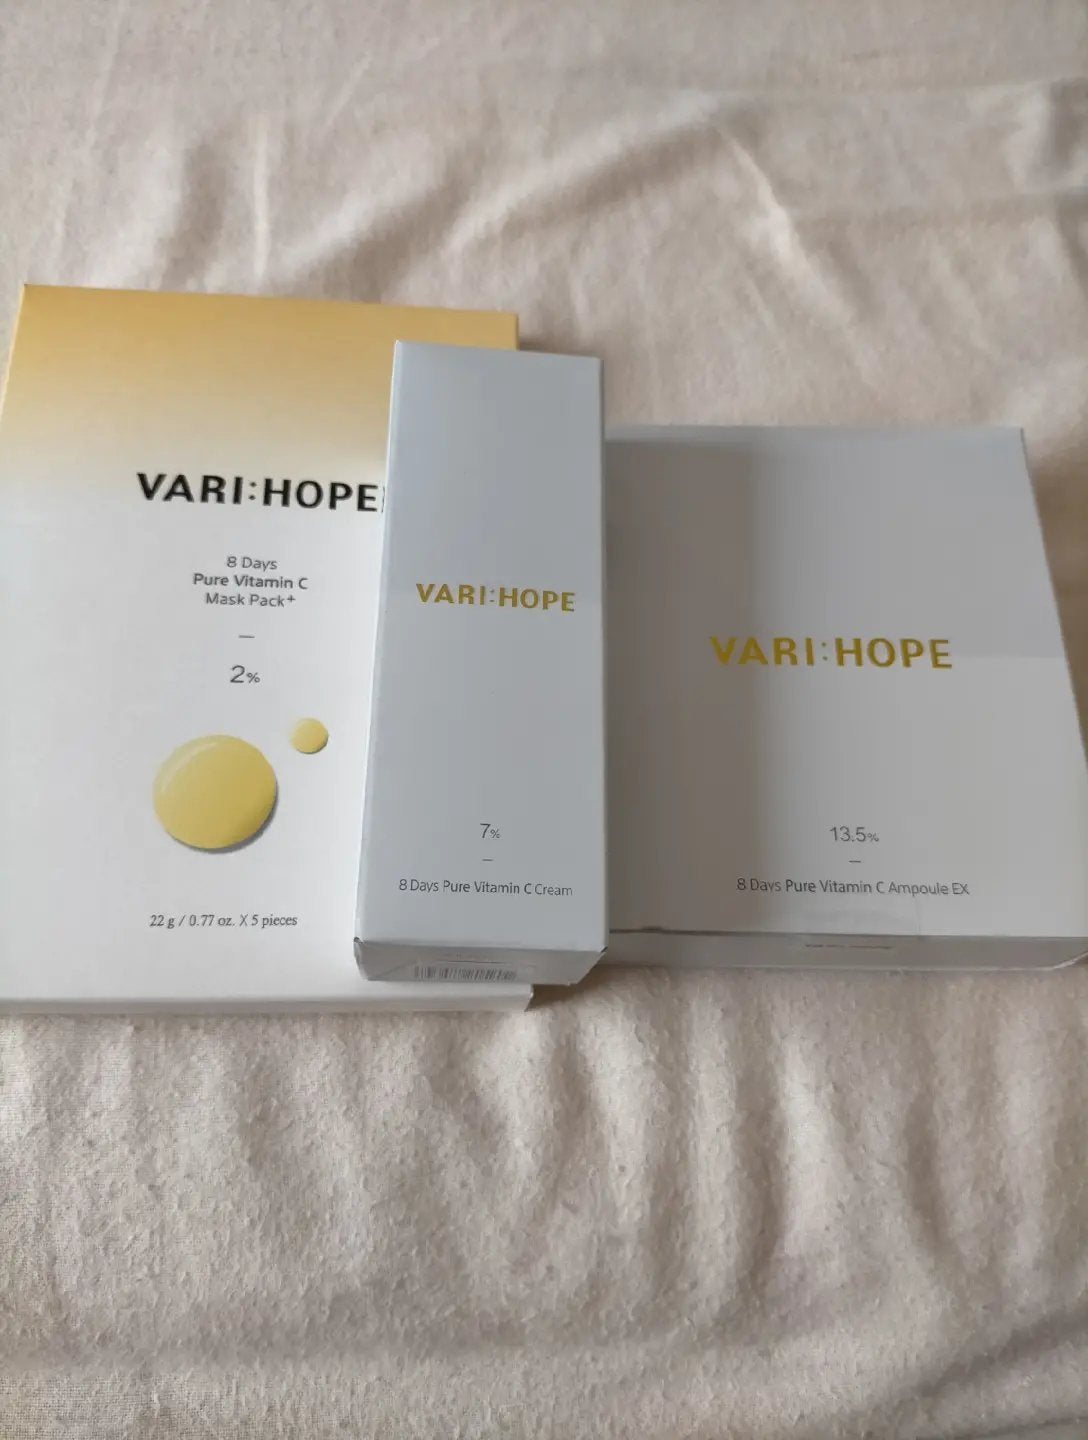 VARI:HOPE
8 Days
Pure Vitamin C
Mask Pack+
2%
22 g / 0.77 oz. X 5 pieces
VARI:HOPE
7%
8 Days Pure Vitamin C Cream
VARI:HOPE
13.5%
8 Days Pure Vitamin C Ampoule EX